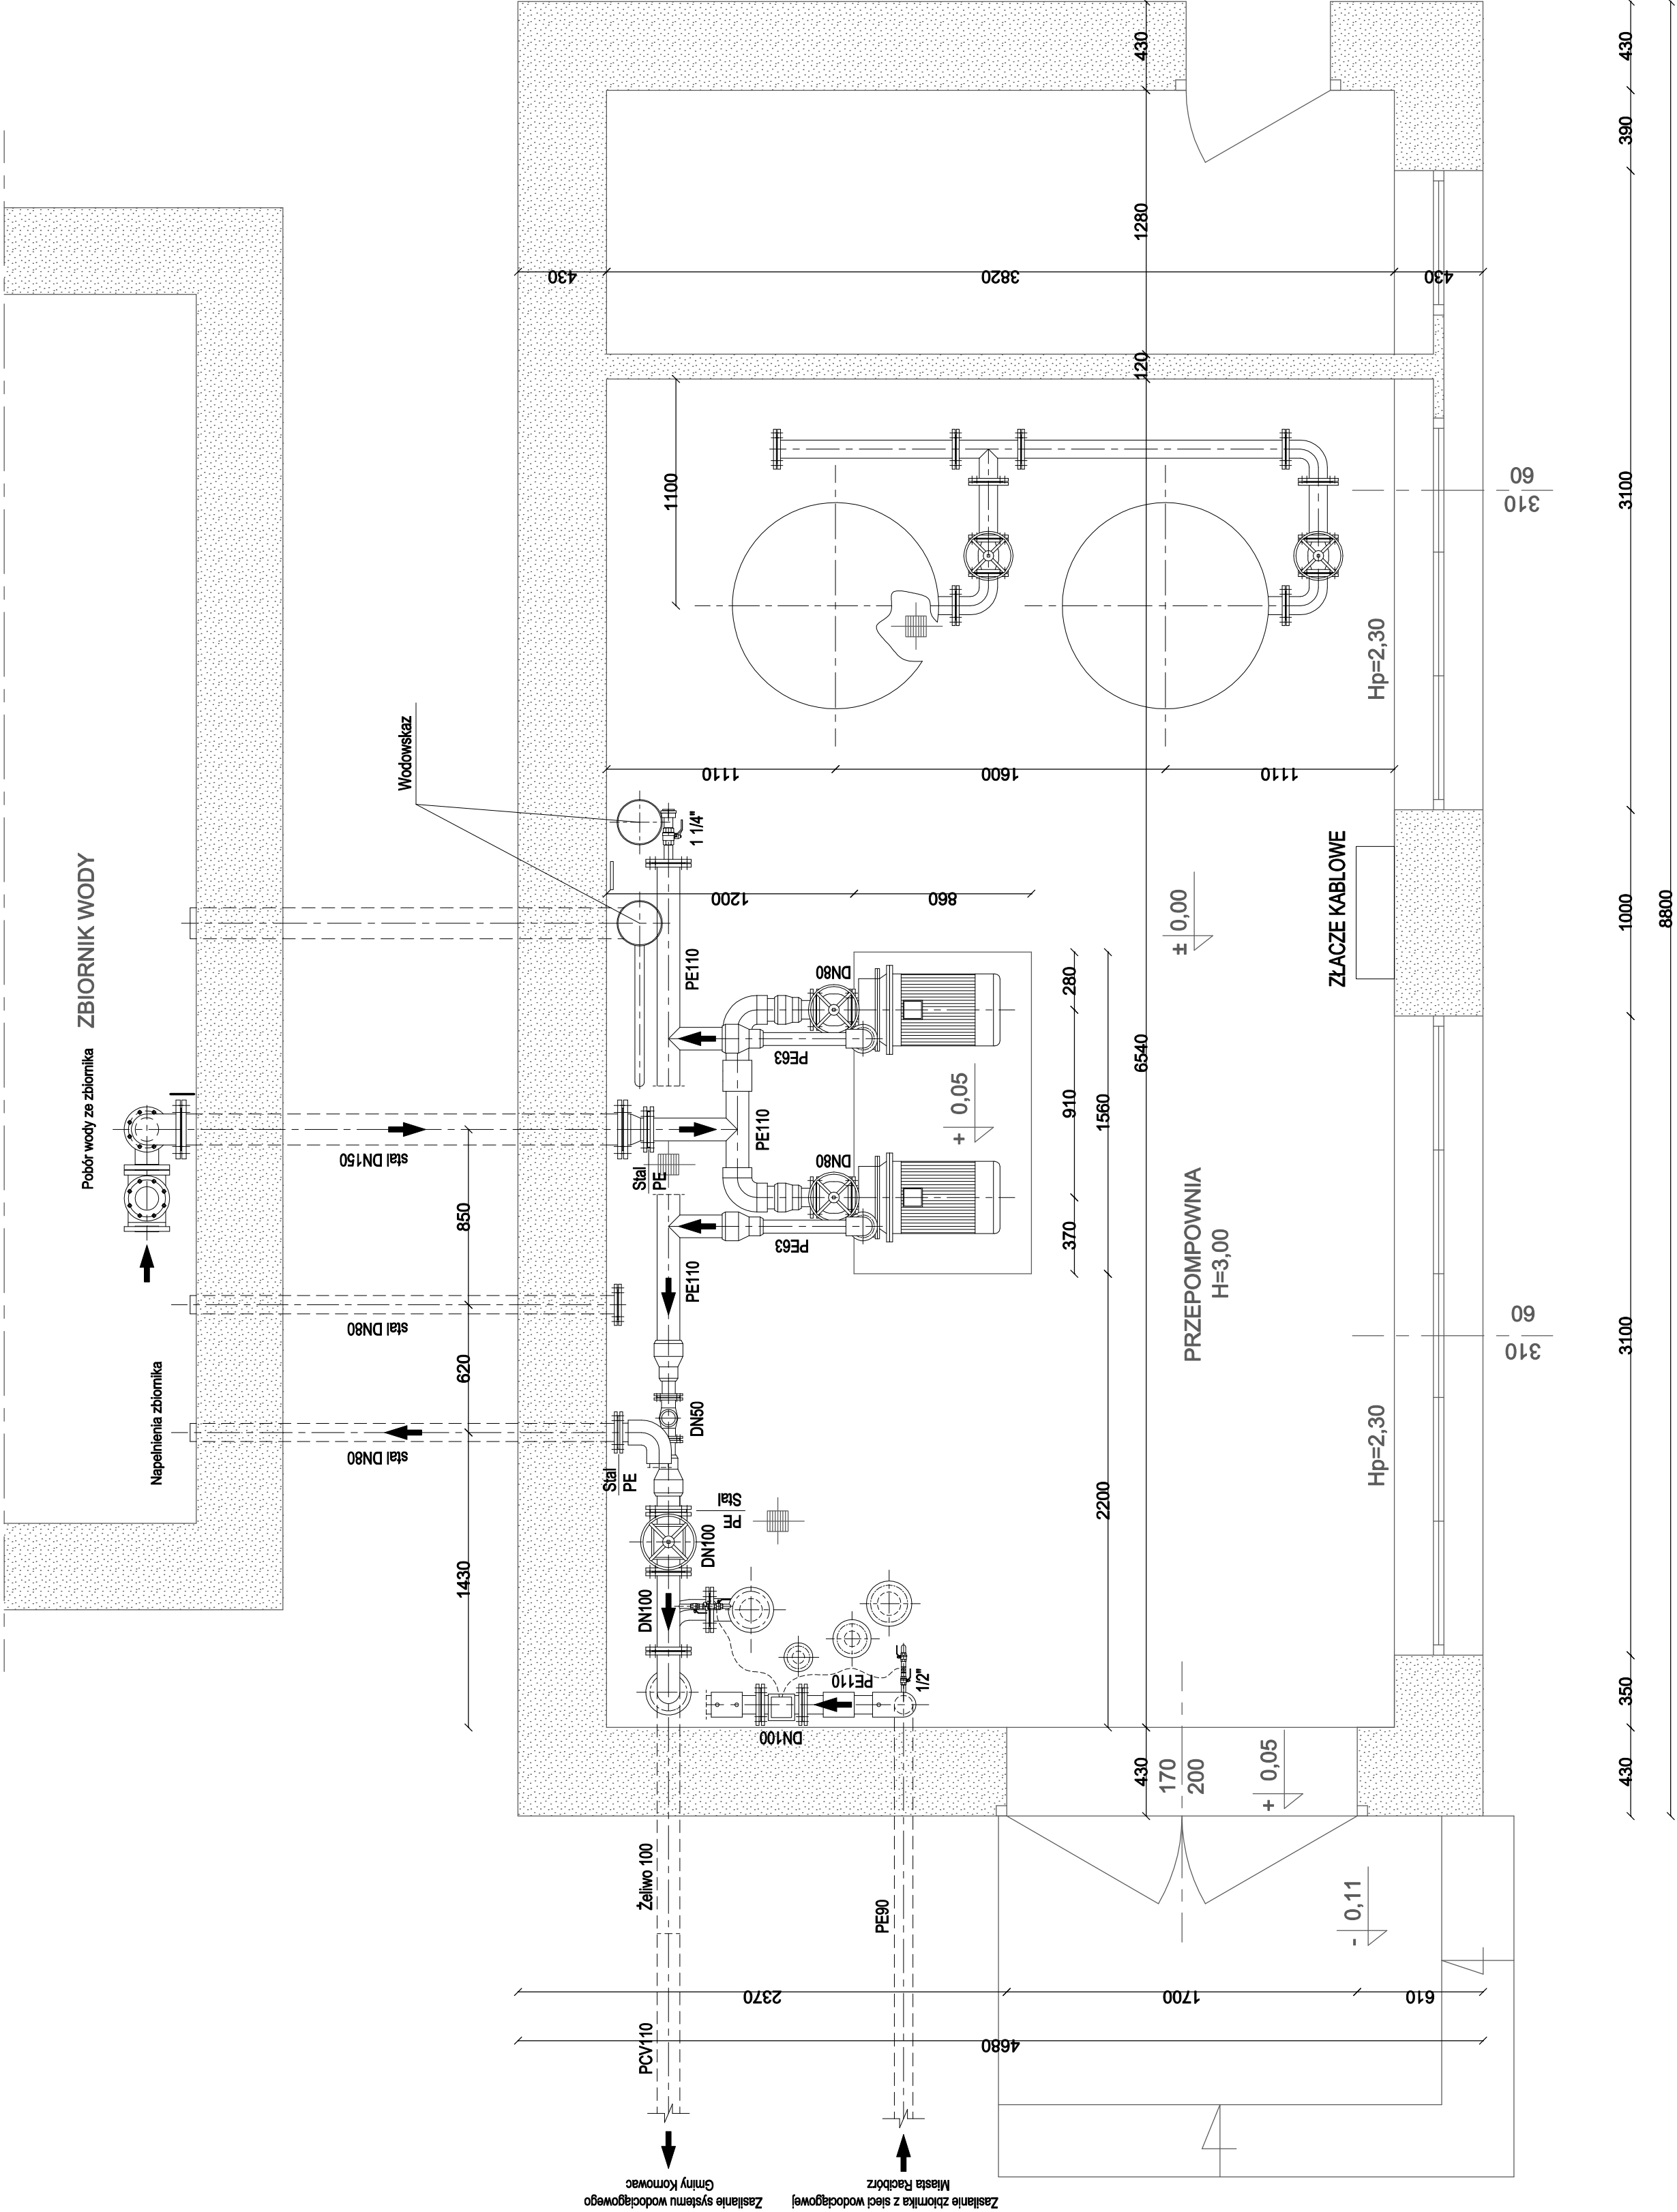 ZBIORNIK WODY
Pobór wody ze zbiornika
Napełnienia zbiornika
Wodowskaz
stal DN150
stal DN80
stal DN80
850
620
1430
430
3820
430
430
1280
120
6540
430
1100
1110
1600
1110
1 1/4"
1200
860
PE110
DN80
PE63
PE110
Stal
PE
DN80
PE63
PE110
280
910
370
1560
2200
+ 0,05
± 0,00
ZŁACZE KABLOWE
Hp=2,30
60
310
PRZEPOMPOWNIA
H=3,00
Hp=2,30
60
310
DN50
Stal
PE
PE
Stal
DN100
DN100
PE110
1/2"
DN100
170
200
+ 0,05
- 0,11
Żeliwo 100
PE90
PCV110
2370
1700
610
4680
430
390
3100
1000
3100
350
430
8800
Zasilanie systemu wodociągowego
Gminy Kornowac
Zasilanie zbiornika z sieci wodociągowej
Miasta Racibórz